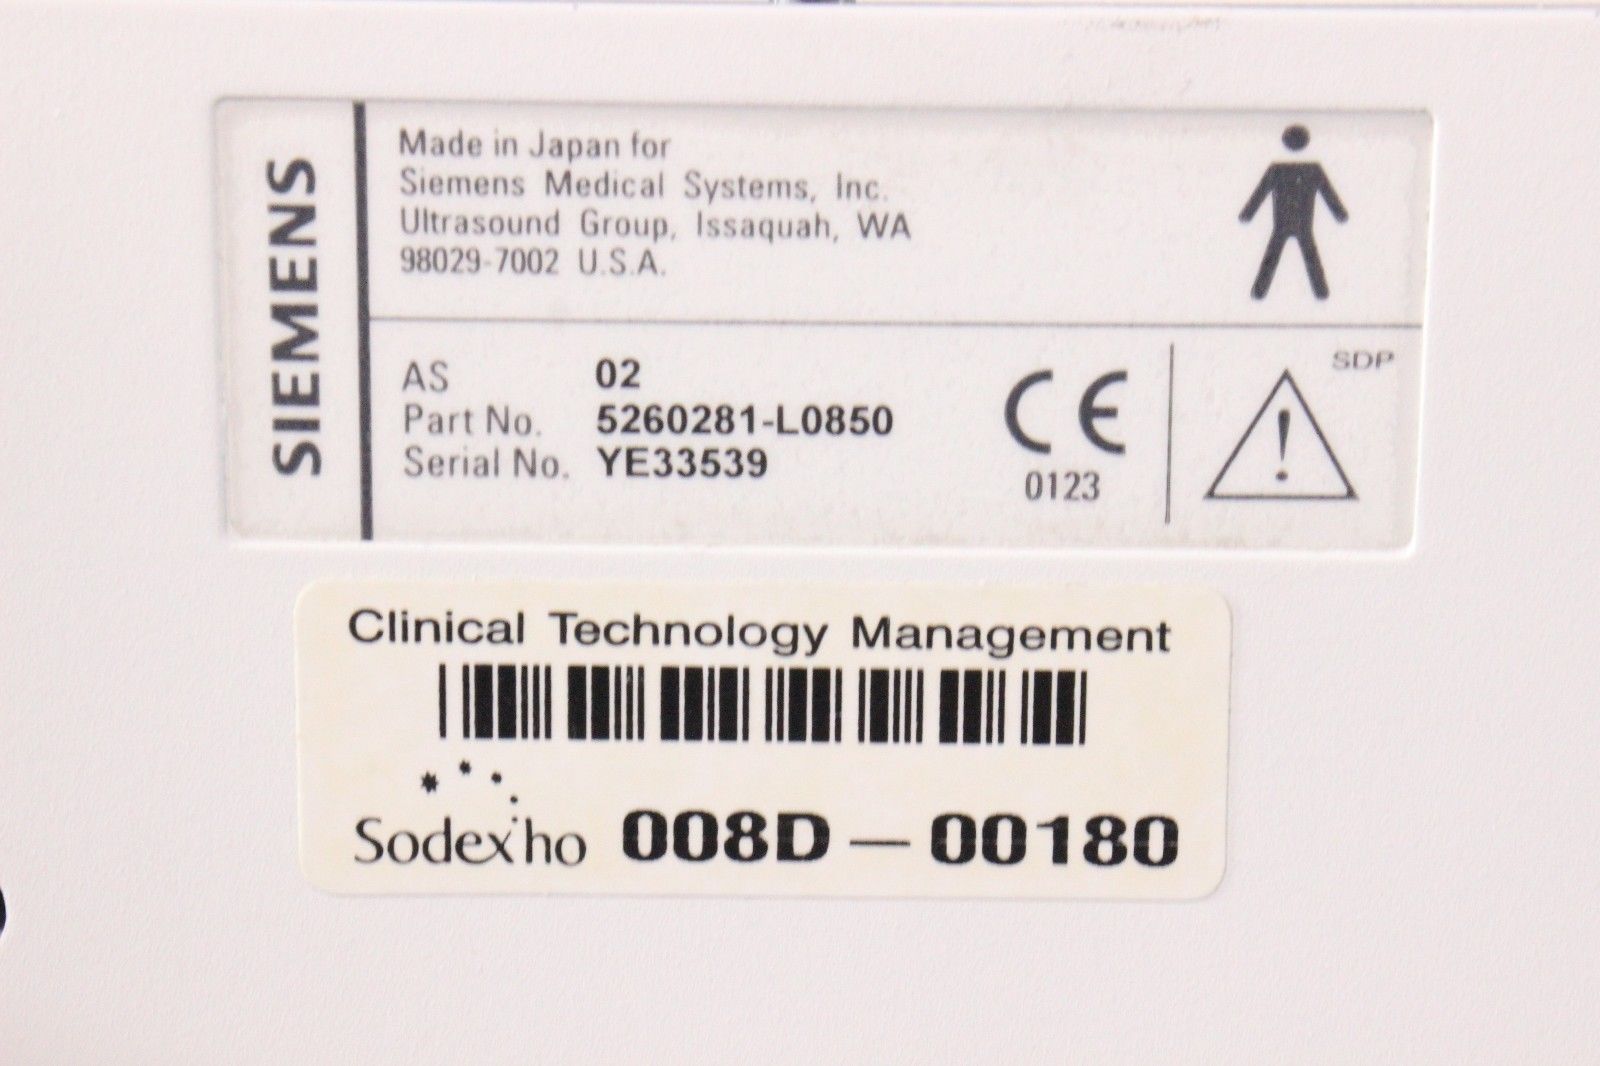 SIEMENS
Made in Japan for
Siemens Medical Systems, Inc.
Ultrasound Group, Issaquah, WA
98029-7002 U.S.A.
AS 02
Part No. 5260281-L0850
Serial No. YE33539
CE
0123
SDP
!
Clinical Technology Management
Sodexho 008D-00180